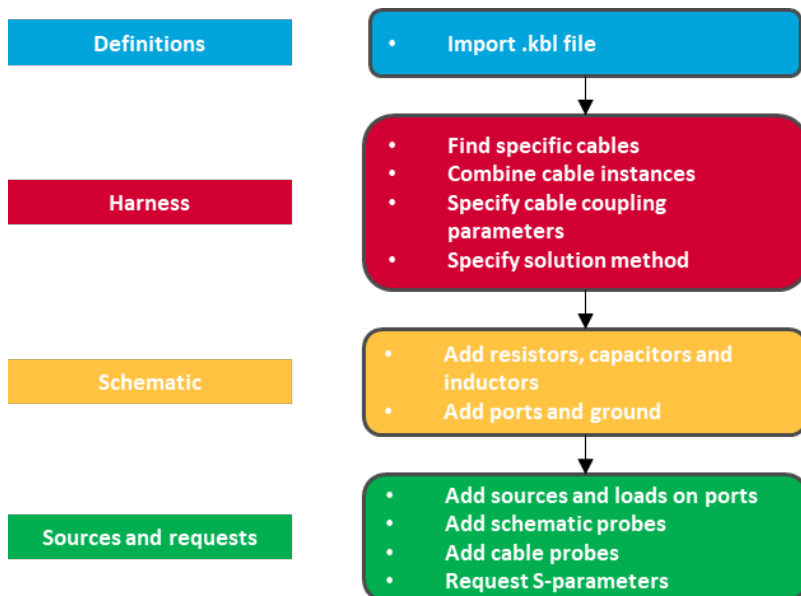 Definitions
• Import .kbl file
Harness
• Find specific cables
• Combine cable instances
• Specify cable coupling
parameters
• Specify solution method
Schematic
• Add resistors, capacitors and
inductors
• Add ports and ground
Sources and requests
• Add sources and loads on ports
• Add schematic probes
• Add cable probes
• Request S-parameters